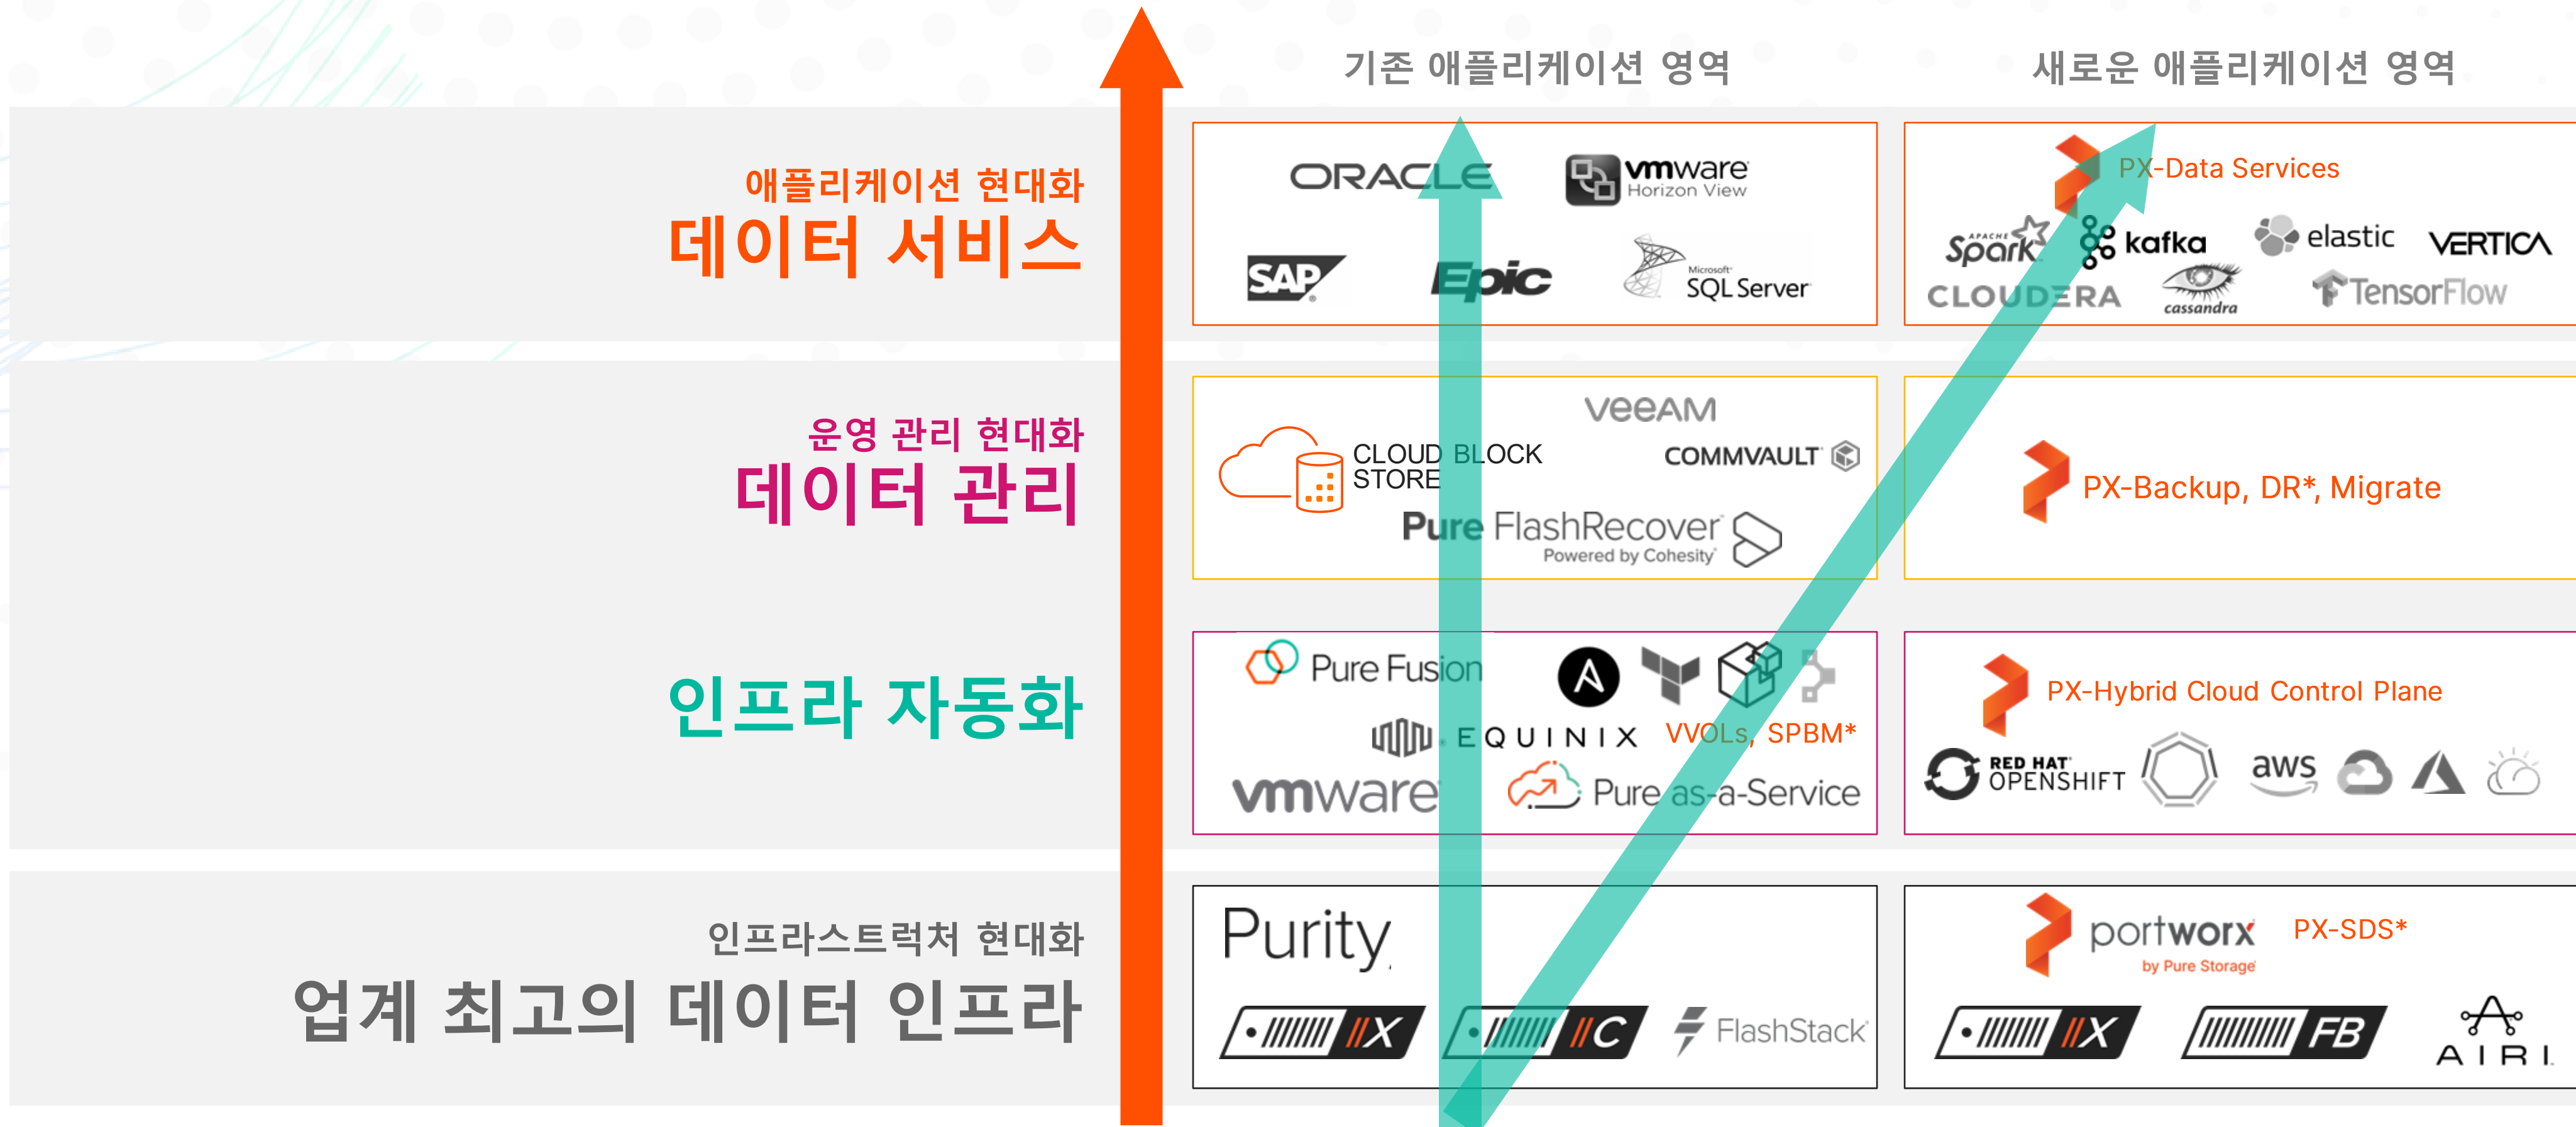 기존 애플리케이션 영역
새로운 애플리케이션 영역
애플리케이션 현대화
데이터 서비스
ORACLE
vmware
Horizon View
SAP
Epic
Microsoft
SQL Server
PX-Data Services
APACHE
Spark
kafka
elastic
VERTICA
CLOUDERA
cassandra
TensorFlow
운영 관리 현대화
데이터 관리
CLOUD BLOCK
STORE
veeAM
COMMVAULT
Pure FlashRecover
Powered by Cohesity
PX-Backup, DR*, Migrate
인프라 자동화
Pure Fusion
EQUINIX
VVOLs, SPBM*
vmware
Pure as-a-Service
PX-Hybrid Cloud Control Plane
RED HAT
OPENSHIFT
aws
인프라스트럭처 현대화
업계 최고의 데이터 인프라
Purity
//X
//C
FlashStack
portworx
by Pure Storage
PX-SDS*
//X
FB
AIRI